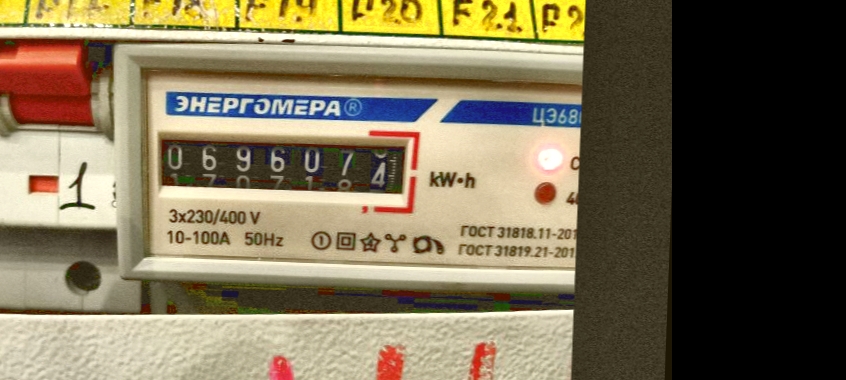 F18 F19 F20 F21
ЭНЕРГОМЕРА®
ЦЭ68
0696074
kW•h
1
3x230/400 V
10-100A 50Hz
ГОСТ 31818.11-201
ГОСТ 31819.21-201